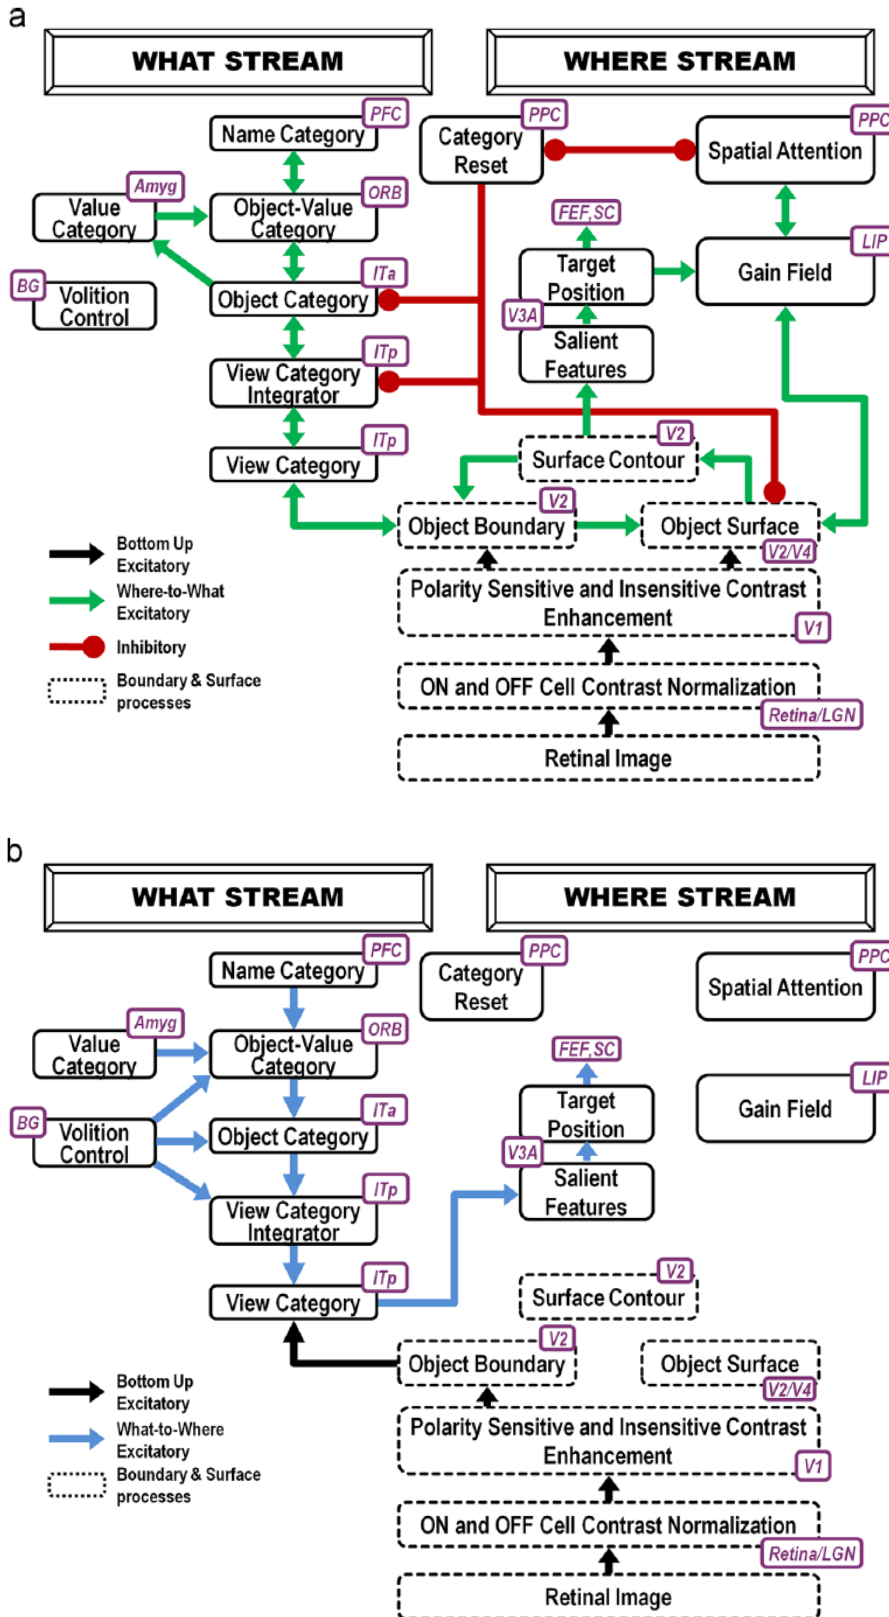 a
WHAT STREAM
WHERE STREAM
PFC
Name Category
PPC
Category
Reset
PPC
Spatial Attention
Amyg
Value
Category
ORB
Object-Value
Category
FEF,SC
LIP
Gain Field
BG
Volition
Control
ITa
Object Category
Target
Position
V3A
Salient
Features
ITp
View Category
Integrator
ITp
View Category
V2
Surface Contour
V2
Object Boundary
Object Surface
V2/V4
Bottom Up
Excitatory
Where-to-What
Excitatory
Inhibitory
Boundary & Surface
processes
Polarity Sensitive and Insensitive Contrast
Enhancement
V1
ON and OFF Cell Contrast Normalization
Retina/LGN
Retinal Image
b
WHAT STREAM
WHERE STREAM
PFC
Name Category
PPC
Category
Reset
PPC
Spatial Attention
Amyg
Value
Category
ORB
Object-Value
Category
FEF,SC
LIP
Gain Field
BG
Volition
Control
ITa
Object Category
Target
Position
V3A
Salient
Features
ITp
View Category
Integrator
ITp
View Category
V2
Surface Contour
V2
Object Boundary
Object Surface
V2/V4
Bottom Up
Excitatory
What-to-Where
Excitatory
Boundary & Surface
processes
Polarity Sensitive and Insensitive Contrast
Enhancement
V1
ON and OFF Cell Contrast Normalization
Retina/LGN
Retinal Image